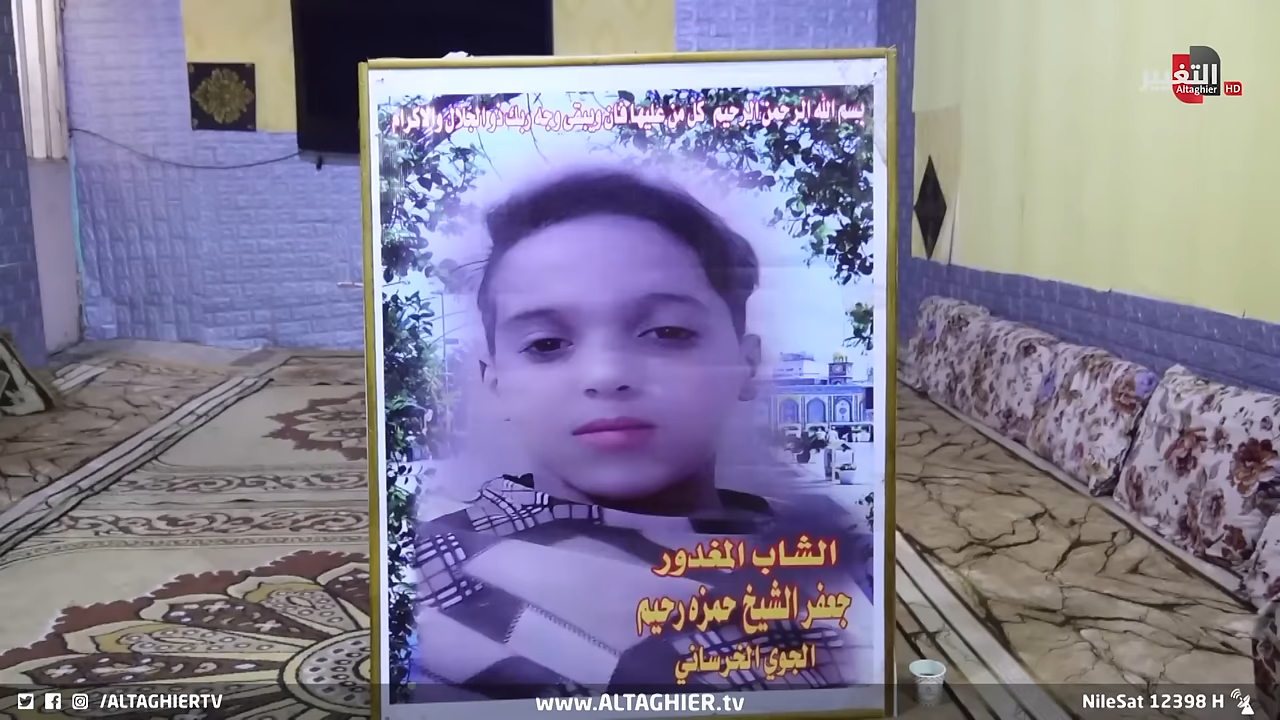 التغيير
Altaghier HD
بسم الله الرحمن الرحيم كل من عليها فان ويبقى وجه ربك ذو الجلال والاكرام
الشاب المغدور
جعفر الشيخ حمزه رحيم
الجوي الخرساني
/ALTAGHIERTV
www.ALTAGHIER.tv
NileSat 12398 H